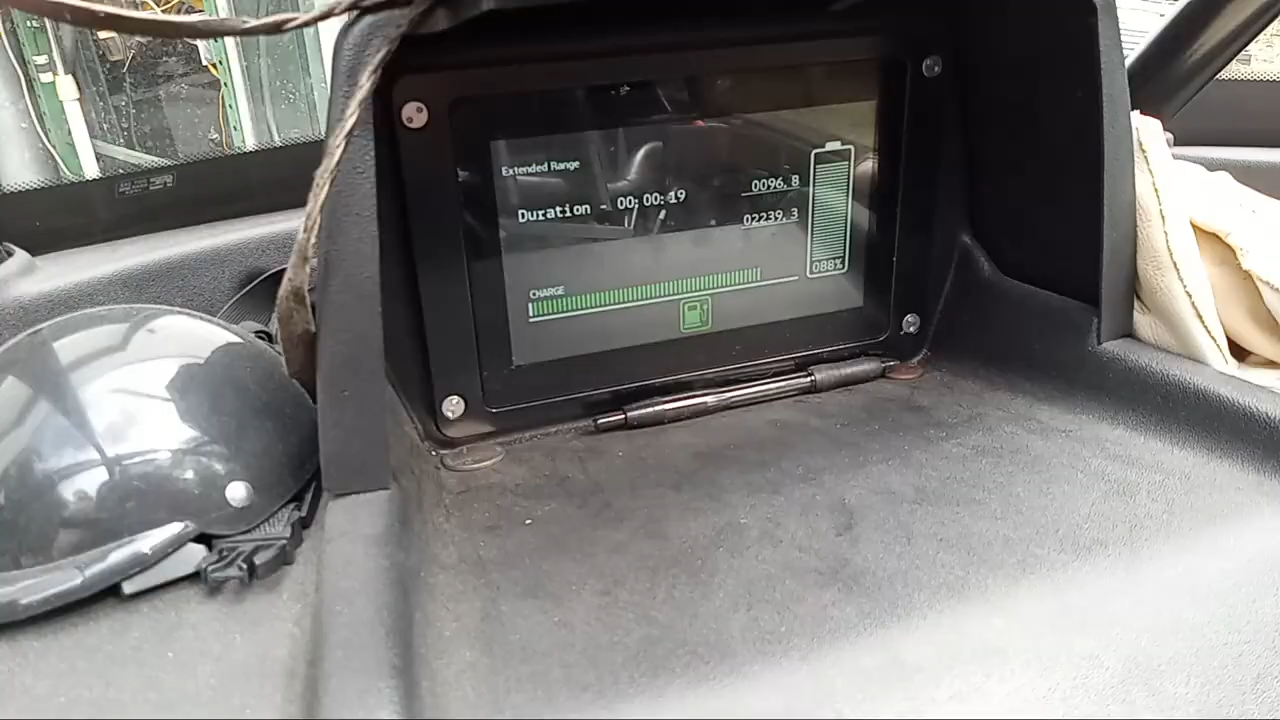 Extended Range
Duration - 00:00:19
0096.8
02239.3
088%
CHARGE